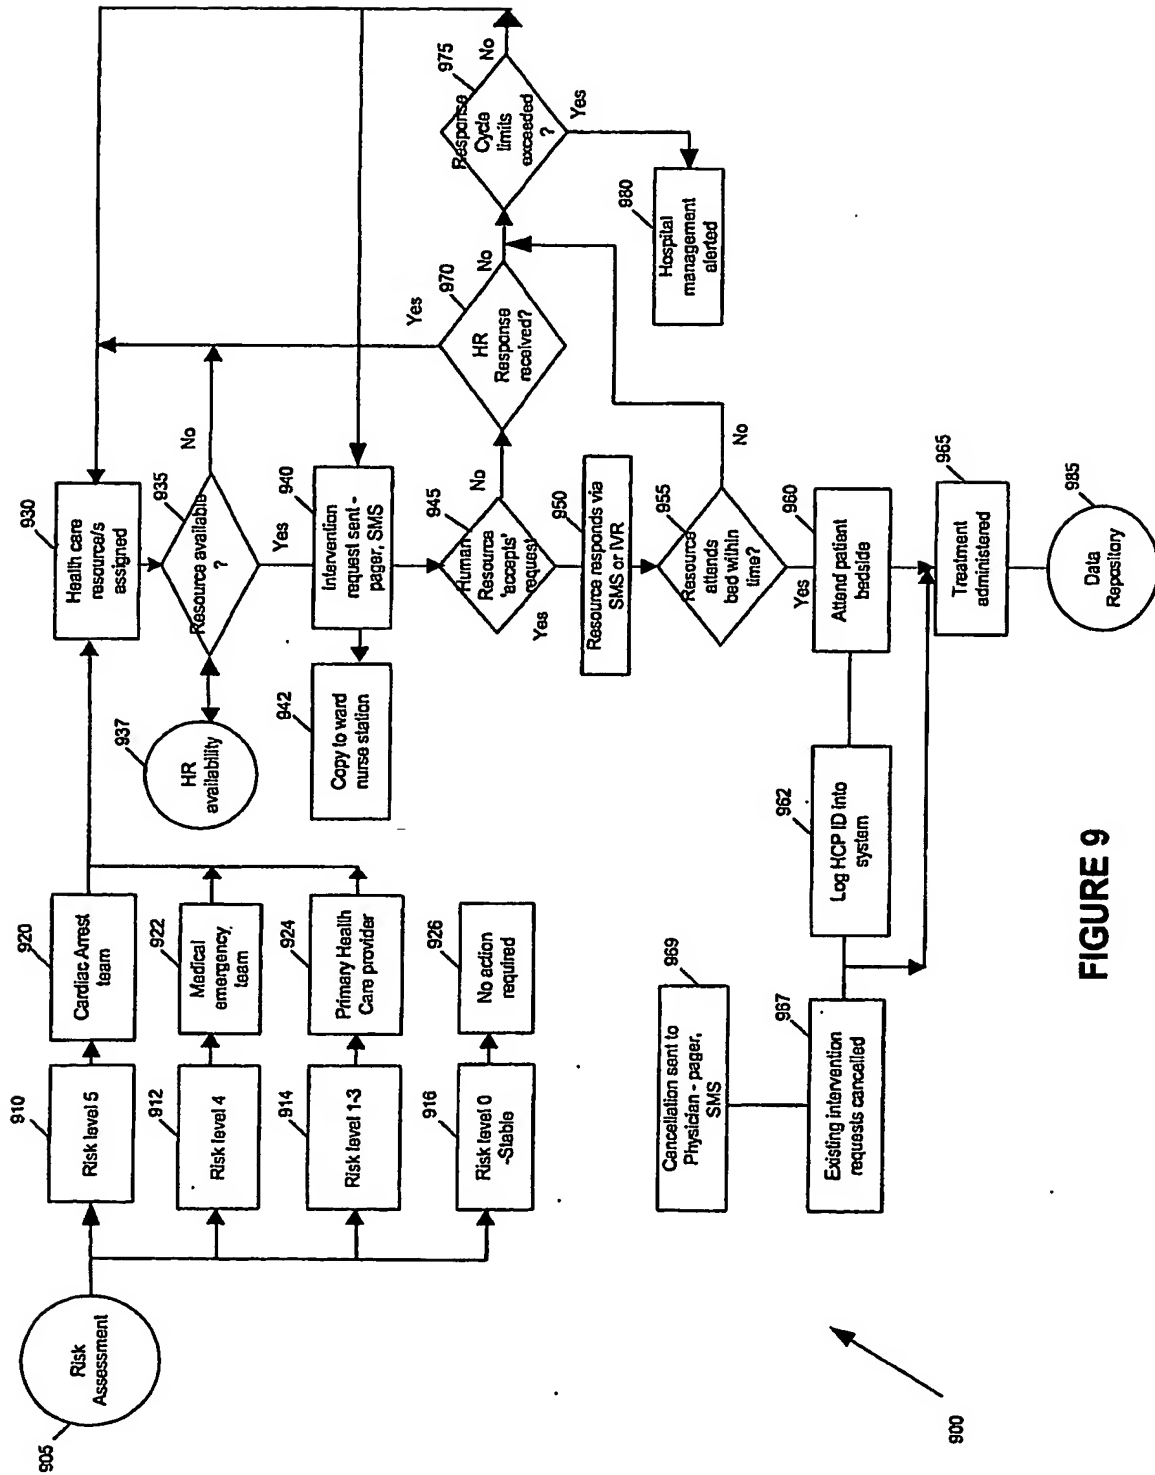 905
Risk
Assessment
910
Risk level 5
912
Risk level 4
914
Risk level 1-3
916
Risk level 0
-Stable
920
Cardiac Arrest
team
922
Medical
emergency,
team
924
Primary Health
Care provider
926
No action
required
930
Health care
resource/s
assigned
935
Resource available
?
No
Yes
937
HR
availability
940
Intervention
request sent -
pager, SMS
942
Copy to ward
nurse station
945
Human
Resource
'accepts'
request
No
Yes
950
Resource responds via
SMS or IVR
955
Resource
attends
bed within
time?
No
Yes
960
Attend patient
bedside
962
Log HCP ID into
system
965
Treatment
administered
967
Existing intervention
requests cancelled
969
Cancellation sent to
Physician - pager,
SMS
970
HR
Response
received?
Yes
No
975
Response
Cycle
limits
exceeded
?
No
Yes
980
Hospital
management
alerted
985
Data
Repository
900
FIGURE 9